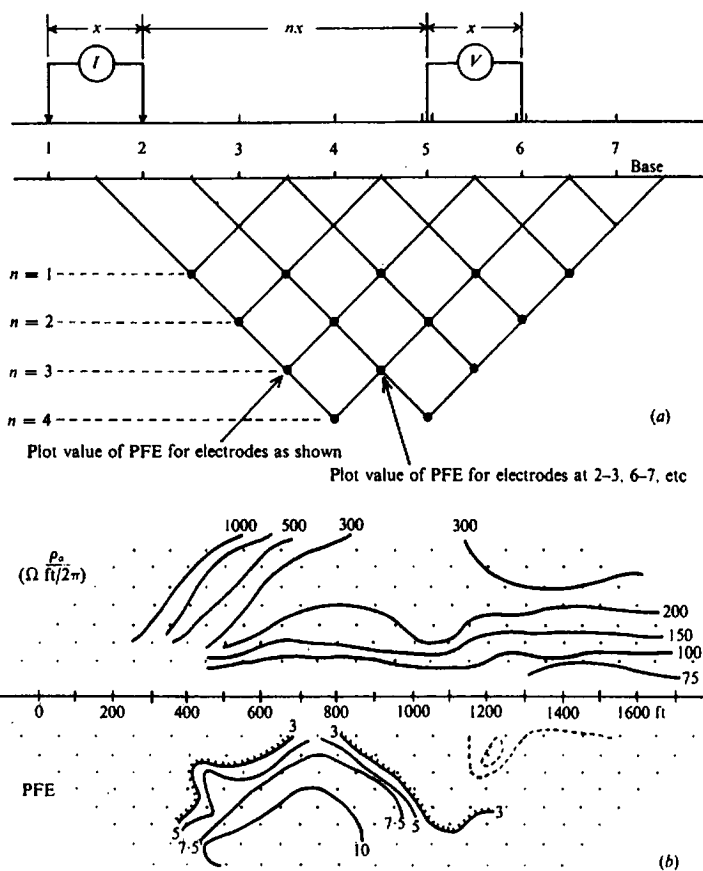 x nx x
I V
1 2 3 4 5 6 7
Base
n = 1
n = 2
n = 3
n = 4
(a)
Plot value of PFE for electrodes as shown
Plot value of PFE for electrodes at 2–3, 6–7, etc
1000 500 300 300
ρa
(Ω ft/2π)
200
150
100
75
0 200 400 600 800 1000 1200 1400 1600 ft
3 3
PFE
5 7·5 10 7·5 5 3
(b)